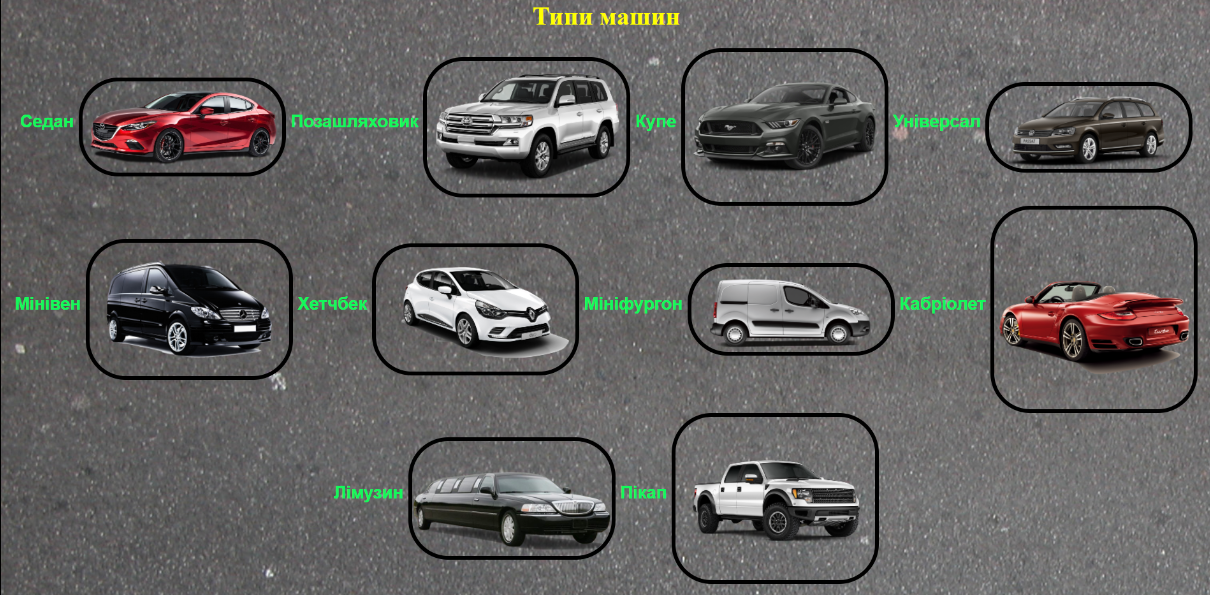 Типи машин
Седан Позашляховик Купе Універсал
Мінівен Хетчбек Мініфургон Кабріолет
Лімузин Пікап